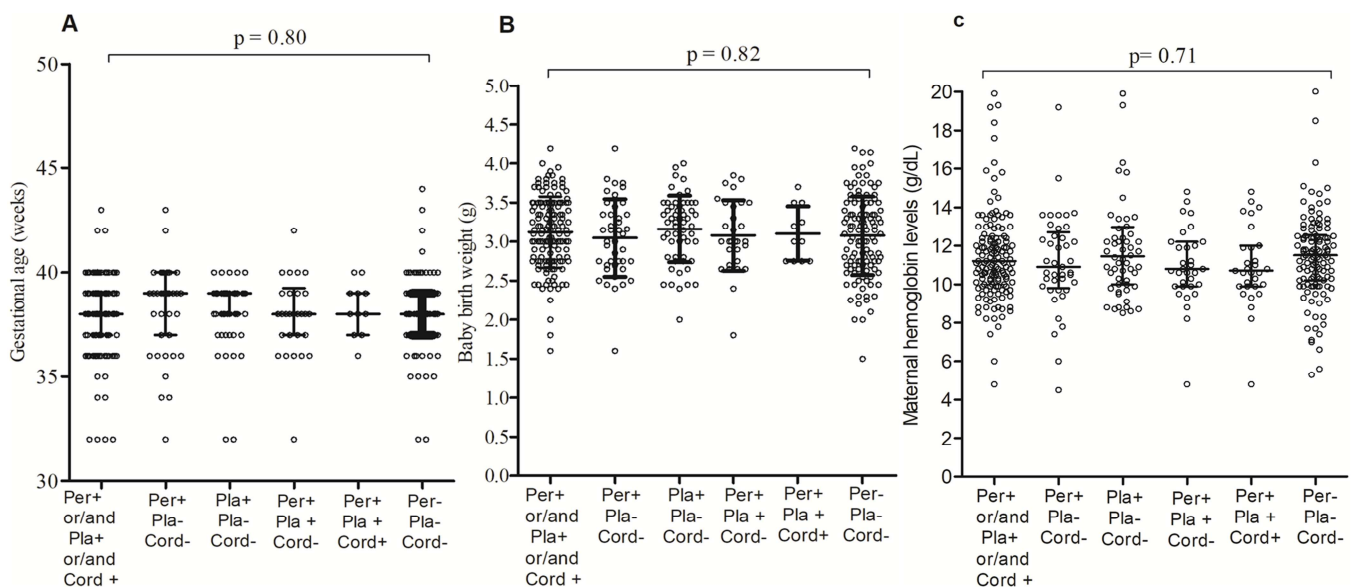 A
p = 0.80
50
45
40
35
30
Gestational age (weeks)
Per+ or/and Pla+ or/and Cord +
Per+ Pla- Cord-
Pla+ Pla- Cord-
Per+ Pla + Cord-
Per+ Pla + Cord+
Per- Pla- Cord-
B
p = 0.82
5.0
4.5
4.0
3.5
3.0
2.5
2.0
1.5
1.0
0.5
0.0
Baby birth weight (g)
Per+ or/and Pla+ or/and Cord +
Per+ Pla- Cord-
Pla+ Pla- Cord-
Per+ Pla + Cord-
Per+ Pla + Cord+
Per- Pla- Cord-
c
p= 0.71
20
18
16
14
12
10
8
6
4
2
0
Maternal hemoglobin levels (g/dL)
Per+ or/and Pla+ or/and Cord +
Per+ Pla- Cord-
Pla+ Pla- Cord-
Per+ Pla + Cord-
Per+ Pla + Cord+
Per- Pla- Cord-